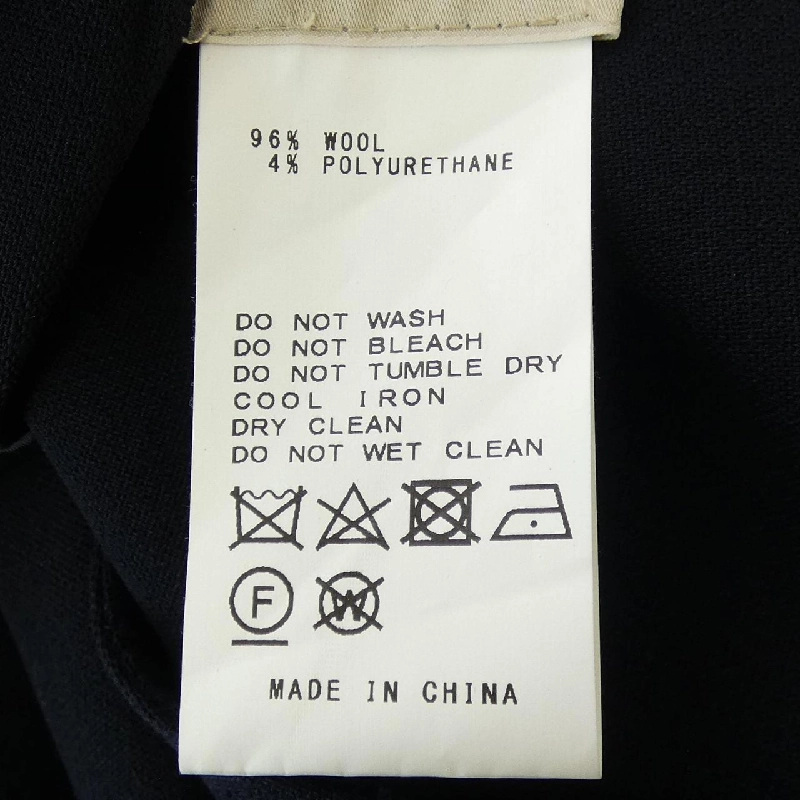 96% WOOL
4% POLYURETHANE
DO NOT WASH
DO NOT BLEACH
DO NOT TUMBLE DRY
COOL IRON
DRY CLEAN
DO NOT WET CLEAN
F W
MADE IN CHINA